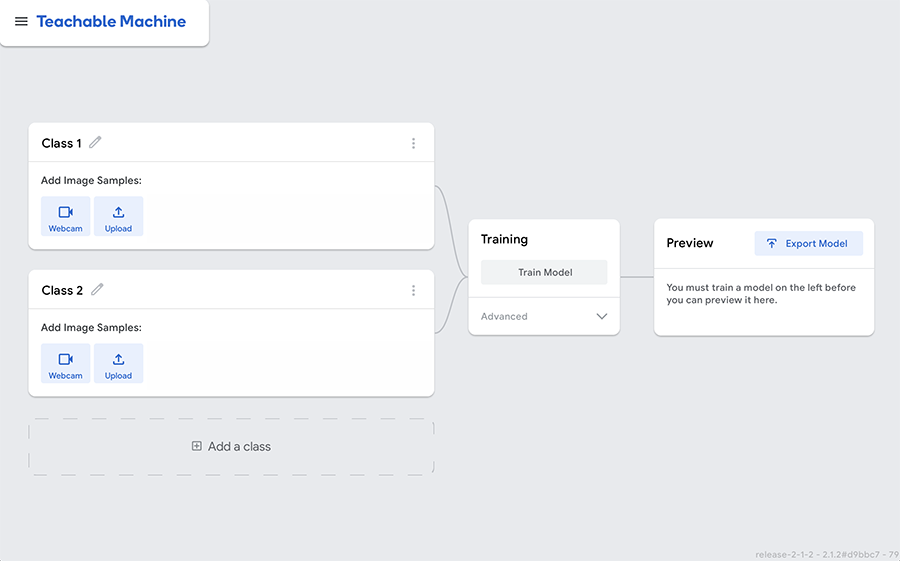 Teachable Machine
Class 1
Add Image Samples:
Webcam
Upload
Class 2
Add Image Samples:
Webcam
Upload
Add a class
Training
Train Model
Advanced
Preview
Export Model
You must train a model on the left before
you can preview it here.
release-2-1-2 - 2.1.2#d9bbc7 - 79